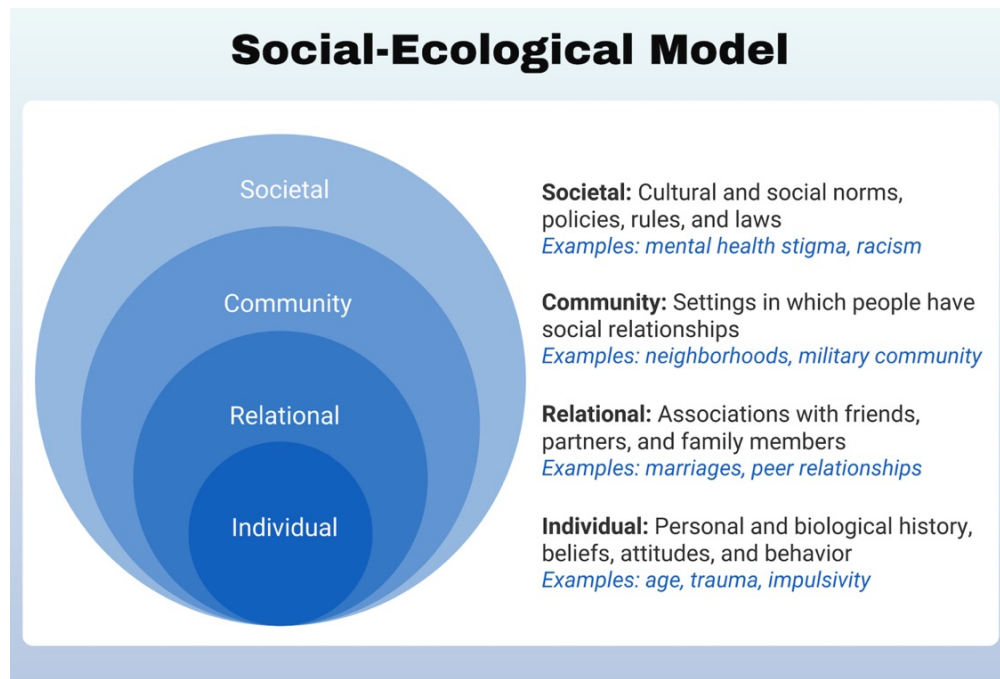 Social-Ecological Model
Societal
Community
Relational
Individual
Societal: Cultural and social norms,
policies, rules, and laws
Examples: mental health stigma, racism
Community: Settings in which people have
social relationships
Examples: neighborhoods, military community
Relational: Associations with friends,
partners, and family members
Examples: marriages, peer relationships
Individual: Personal and biological history,
beliefs, attitudes, and behavior
Examples: age, trauma, impulsivity